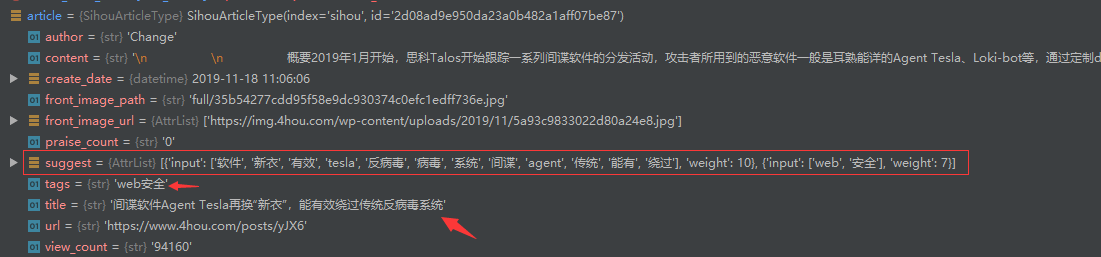 article = {SihouArticleType} SihouArticleType(index='sihou', id='2d08ad9e950da23a0b482a1aff07be87')
author = {str} 'Change'
content = {str} '\n \n 概要2019年1月开始，思科Talos开始跟踪一系列间谍软件的分发活动，攻击者所用到的恶意软件一般是耳熟能详的Agent Tesla、Loki-bot等，通过定制d
create_date = {datetime} 2019-11-18 11:06:06
front_image_path = {str} 'full/35b54277cdd95f58e9dc930374c0efc1edff736e.jpg'
front_image_url = {AttrList} ['https://img.4hou.com/wp-content/uploads/2019/11/5a93c9833022d80a24e8.jpg']
praise_count = {str} '0'
suggest = {AttrList} [{'input': ['软件', '新衣', '有效', 'tesla', '反病毒', '病毒', '系统', '间谍', 'agent', '传统', '能有', '绕过'], 'weight': 10}, {'input': ['web', '安全'], 'weight': 7}]
tags = {str} 'web安全'
title = {str} '间谍软件Agent Tesla再换“新衣”，能有效绕过传统反病毒系统'
url = {str} 'https://www.4hou.com/posts/yJX6'
view_count = {str} '94160'